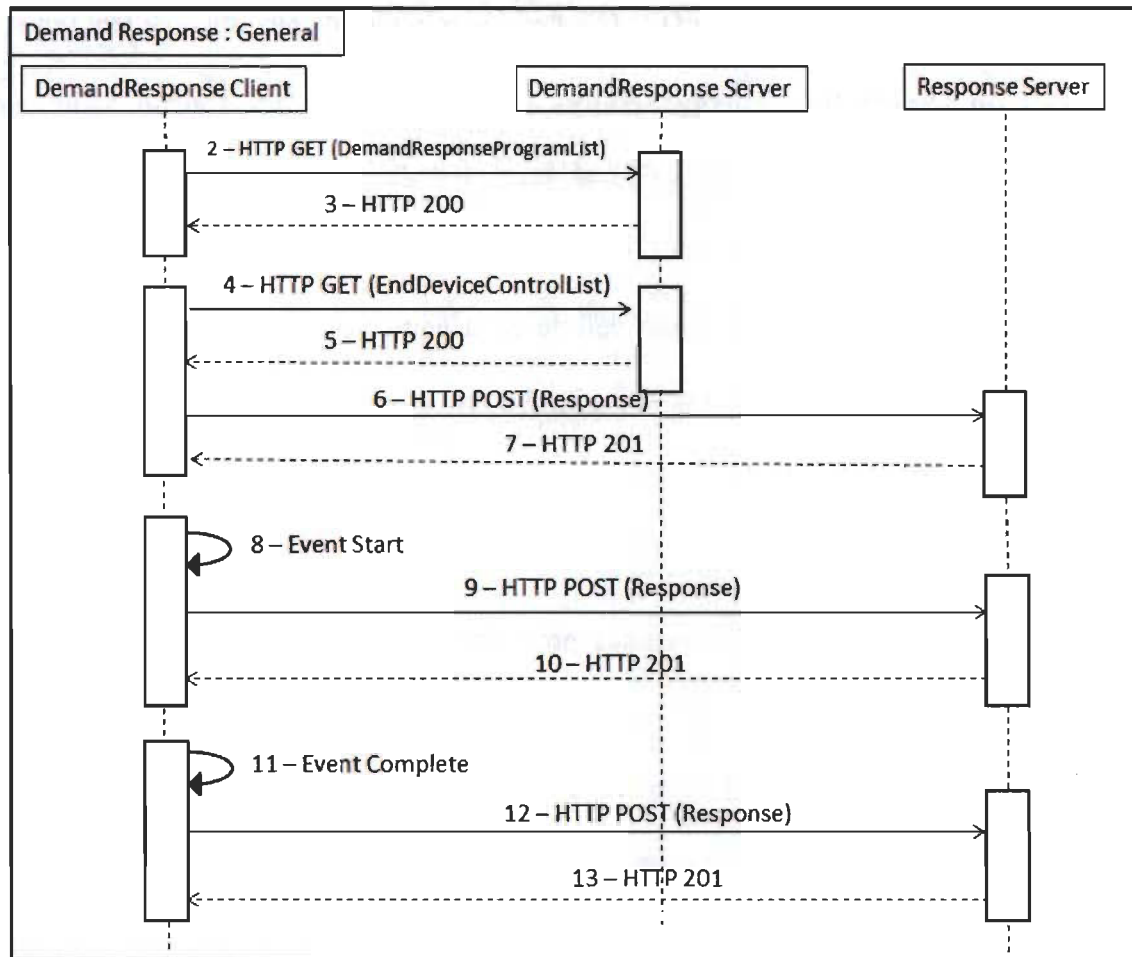 Demand Response : General
DemandResponse Client
DemandResponse Server
Response Server
2 – HTTP GET (DemandResponseProgramList)
3 – HTTP 200
4 – HTTP GET (EndDeviceControlList)
5 – HTTP 200
6 – HTTP POST (Response)
7 – HTTP 201
8 – Event Start
9 – HTTP POST (Response)
10 – HTTP 201
11 – Event Complete
12 – HTTP POST (Response)
13 – HTTP 201